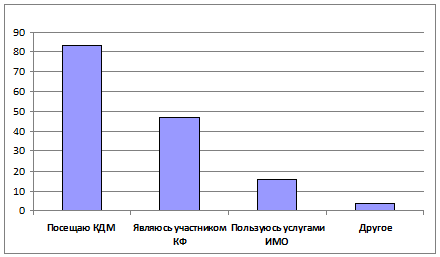 90
80
70
60
50
40
30
20
10
0
Посещаю КДМ
Являюсь участником
КФ
Пользуюсь услугами
ИМО
Другое